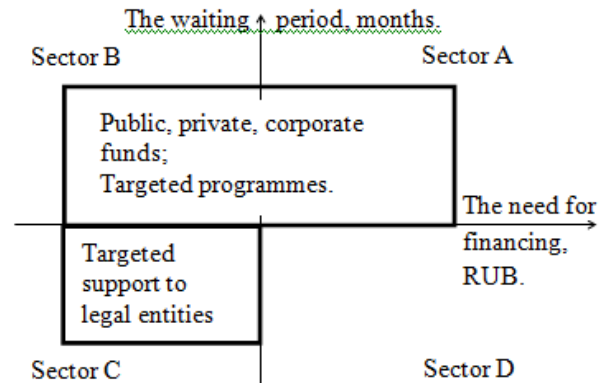 The waiting period, months.
Sector B
Sector A
Public, private, corporate
funds;
Targeted programmes.
The need for
financing,
RUB.
Targeted
support to
legal entities
Sector C
Sector D